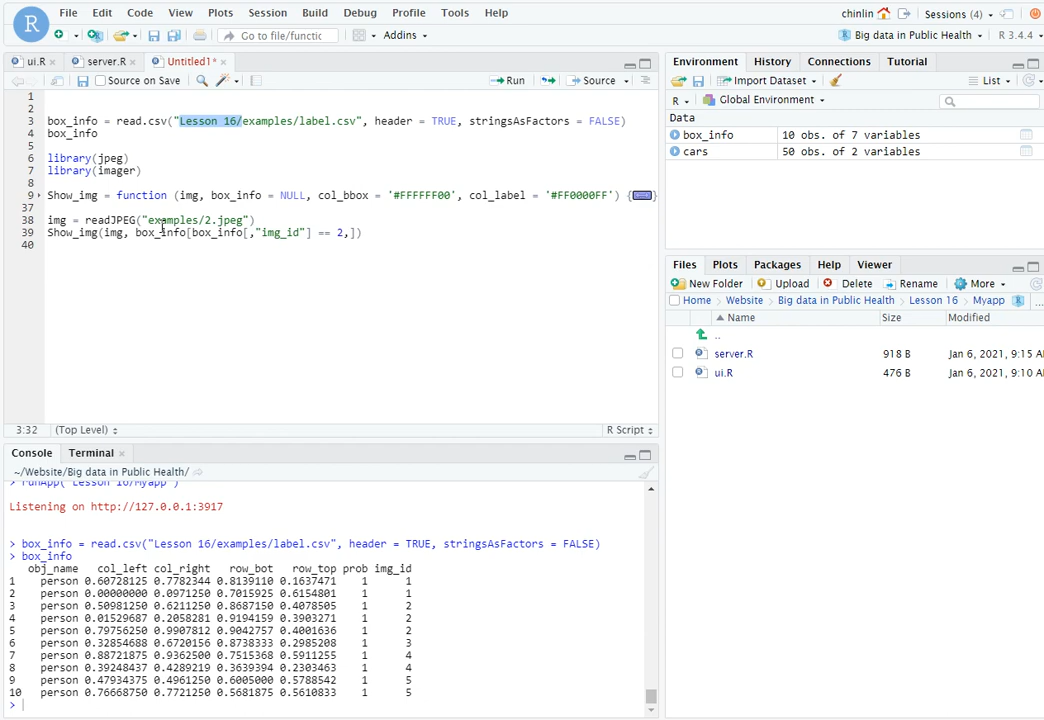 File Edit Code View Plots Session Build Debug Profile Tools Help
chinlin Sessions (4)
Go to file/functic Addins
Big data in Public Health R 3.4.4
ui.R server.R Untitled1*
Source on Save Run Source
1
2
3 box_info = read.csv("Lesson 16/examples/label.csv", header = TRUE, stringsAsFactors = FALSE)
4 box_info
5
6 library(jpeg)
7 library(imager)
8
9 Show_img = function (img, box_info = NULL, col_bbox = '#FFFFFF00', col_label = '#FF0000FF') {}
37
38 img = readJPEG("examples/2.jpeg")
39 Show_img(img, box_info[box_info[,"img_id"] == 2,])
40
3:32 (Top Level) R Script
Console Terminal
~/Website/Big data in Public Health/
> runApp('Lesson 16/Myapp')
Listening on http://127.0.0.1:3917
> box_info = read.csv("Lesson 16/examples/label.csv", header = TRUE, stringsAsFactors = FALSE)
> box_info
obj_name col_left col_right row_bot row_top prob img_id
1 person 0.60728125 0.7782344 0.8139110 0.1637471 1 1
2 person 0.00000000 0.0971250 0.7015925 0.6154801 1 1
3 person 0.50981250 0.6211250 0.8687150 0.4078505 1 2
4 person 0.01529687 0.2058281 0.9194159 0.3903271 1 2
5 person 0.79756250 0.9907812 0.9042757 0.4001636 1 2
6 person 0.32854688 0.6720156 0.8738333 0.2985208 1 3
7 person 0.88721875 0.9362500 0.7515368 0.5911255 1 4
8 person 0.39248437 0.4289219 0.3639394 0.2303463 1 4
9 person 0.47934375 0.4961250 0.6005000 0.5788542 1 5
10 person 0.76668750 0.7721250 0.5681875 0.5610833 1 5
>
Environment History Connections Tutorial
Import Dataset List
R Global Environment
Data
box_info 10 obs. of 7 variables
cars 50 obs. of 2 variables
Files Plots Packages Help Viewer
New Folder Upload Delete Rename More
Home Website Big data in Public Health Lesson 16 Myapp ...
Name Size Modified
..
server.R 918 B Jan 6, 2021, 9:15 AM
ui.R 476 B Jan 6, 2021, 9:10 AM